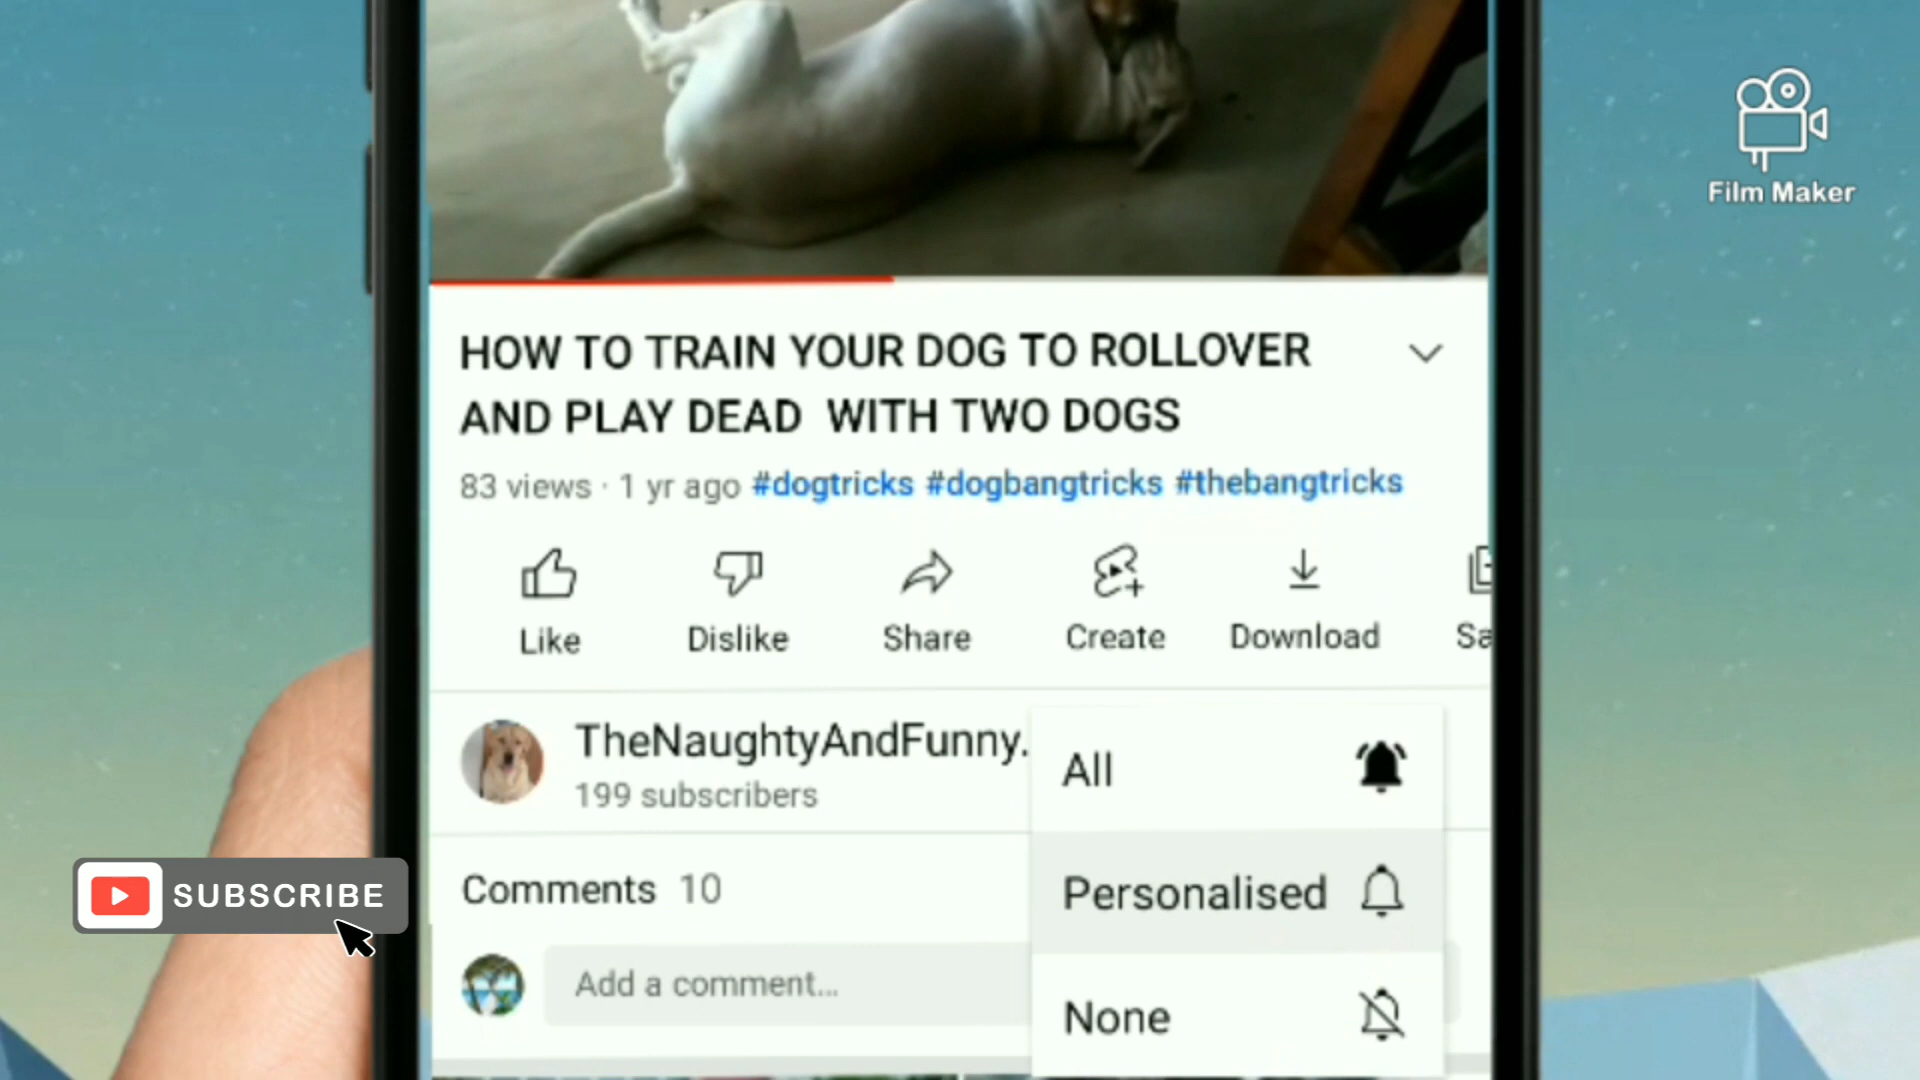 Film Maker
HOW TO TRAIN YOUR DOG TO ROLLOVER
AND PLAY DEAD WITH TWO DOGS
83 views · 1 yr ago #dogtricks #dogbangtricks #thebangtricks
Like Dislike Share Create Download
TheNaughtyAndFunny.
199 subscribers
All
Comments 10
Personalised
SUBSCRIBE
Add a comment...
None